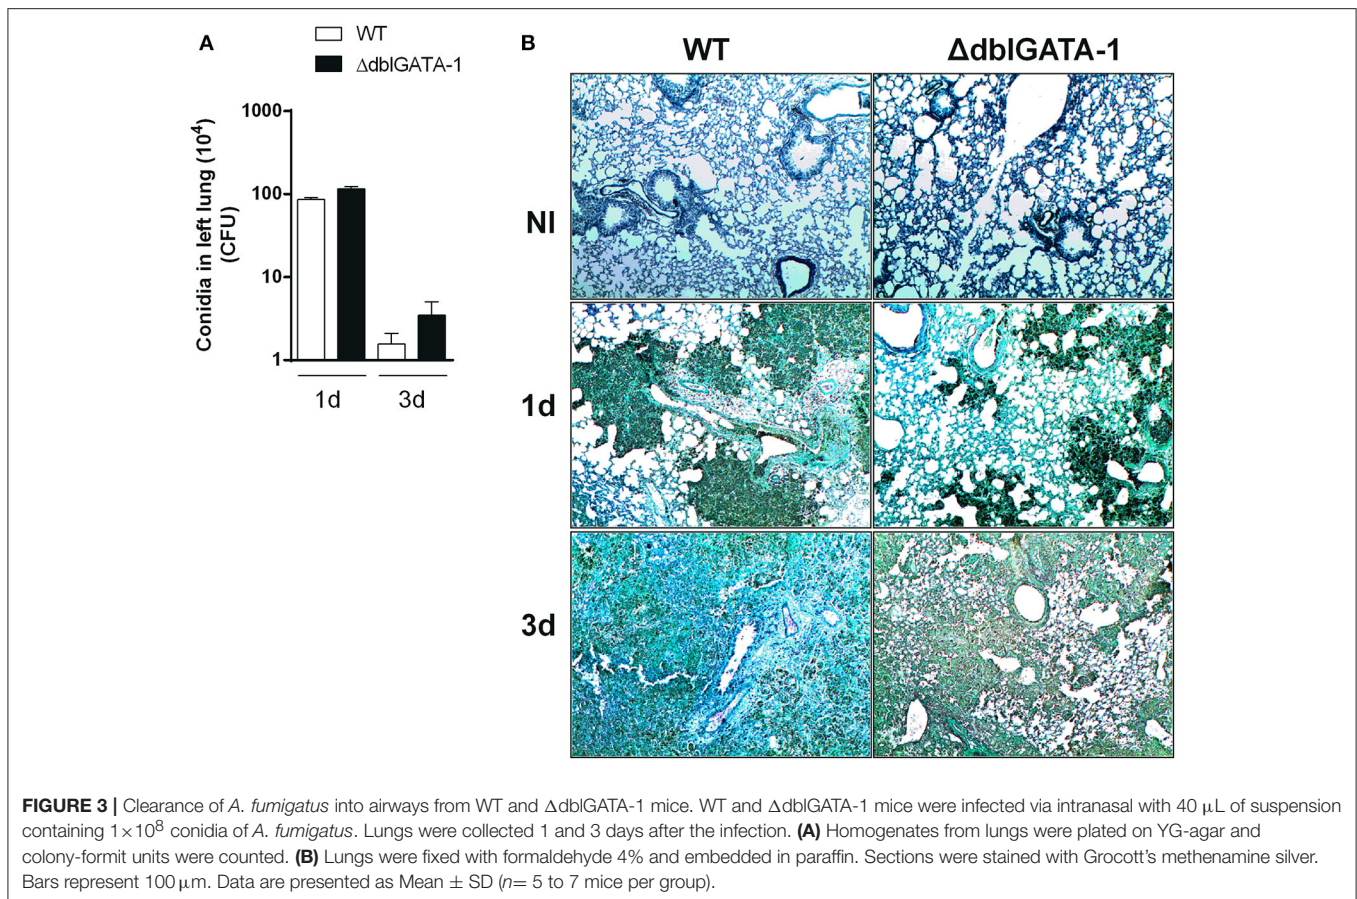 A
WT
ΔdblGATA-1
Conidia in left lung (10⁴)
(CFU)
1000
100
10
1
1d
3d
B
WT
ΔdblGATA-1
NI
1d
3d
FIGURE 3 | Clearance of A. fumigatus into airways from WT and ΔdblGATA-1 mice. WT and ΔdblGATA-1 mice were infected via intranasal with 40 μL of suspension
containing 1×10⁸ conidia of A. fumigatus. Lungs were collected 1 and 3 days after the infection. (A) Homogenates from lungs were plated on YG-agar and
colony-formit units were counted. (B) Lungs were fixed with formaldehyde 4% and embedded in paraffin. Sections were stained with Grocott's methenamine silver.
Bars represent 100 μm. Data are presented as Mean ± SD (n= 5 to 7 mice per group).